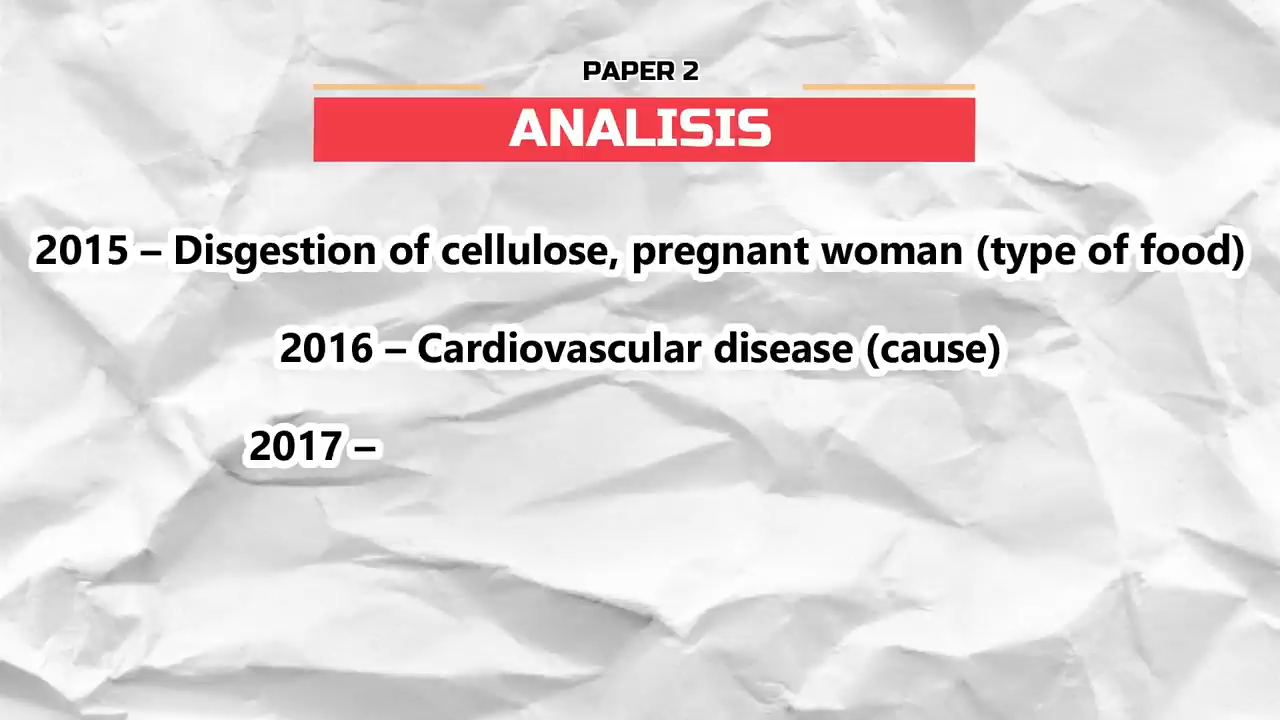 PAPER 2
ANALISIS
2015 – Disgestion of cellulose, pregnant woman (type of food)
2016 – Cardiovascular disease (cause)
2017 –